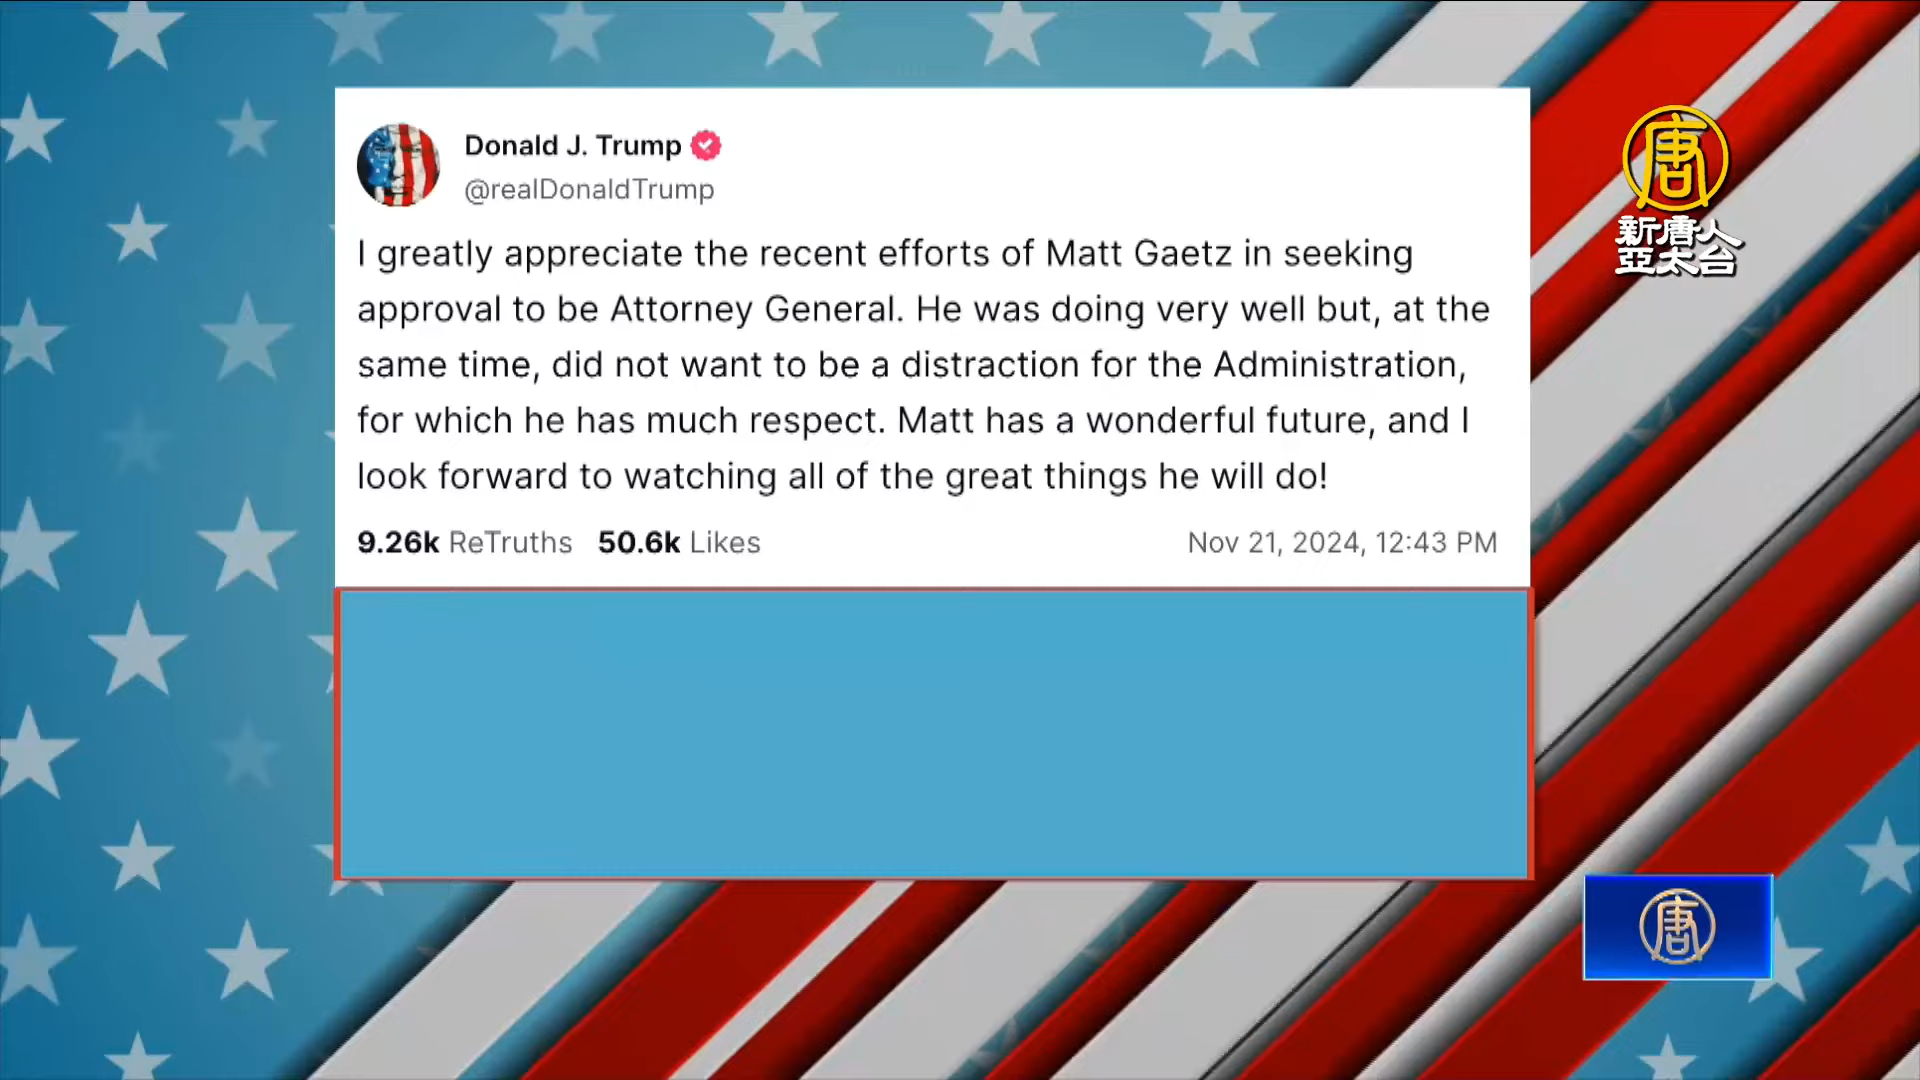 Donald J. Trump
@realDonaldTrump
I greatly appreciate the recent efforts of Matt Gaetz in seeking
approval to be Attorney General. He was doing very well but, at the
same time, did not want to be a distraction for the Administration,
for which he has much respect. Matt has a wonderful future, and I
look forward to watching all of the great things he will do!
9.26k ReTruths 50.6k Likes
Nov 21, 2024, 12:43 PM
唐
新唐人
亞太台
唐